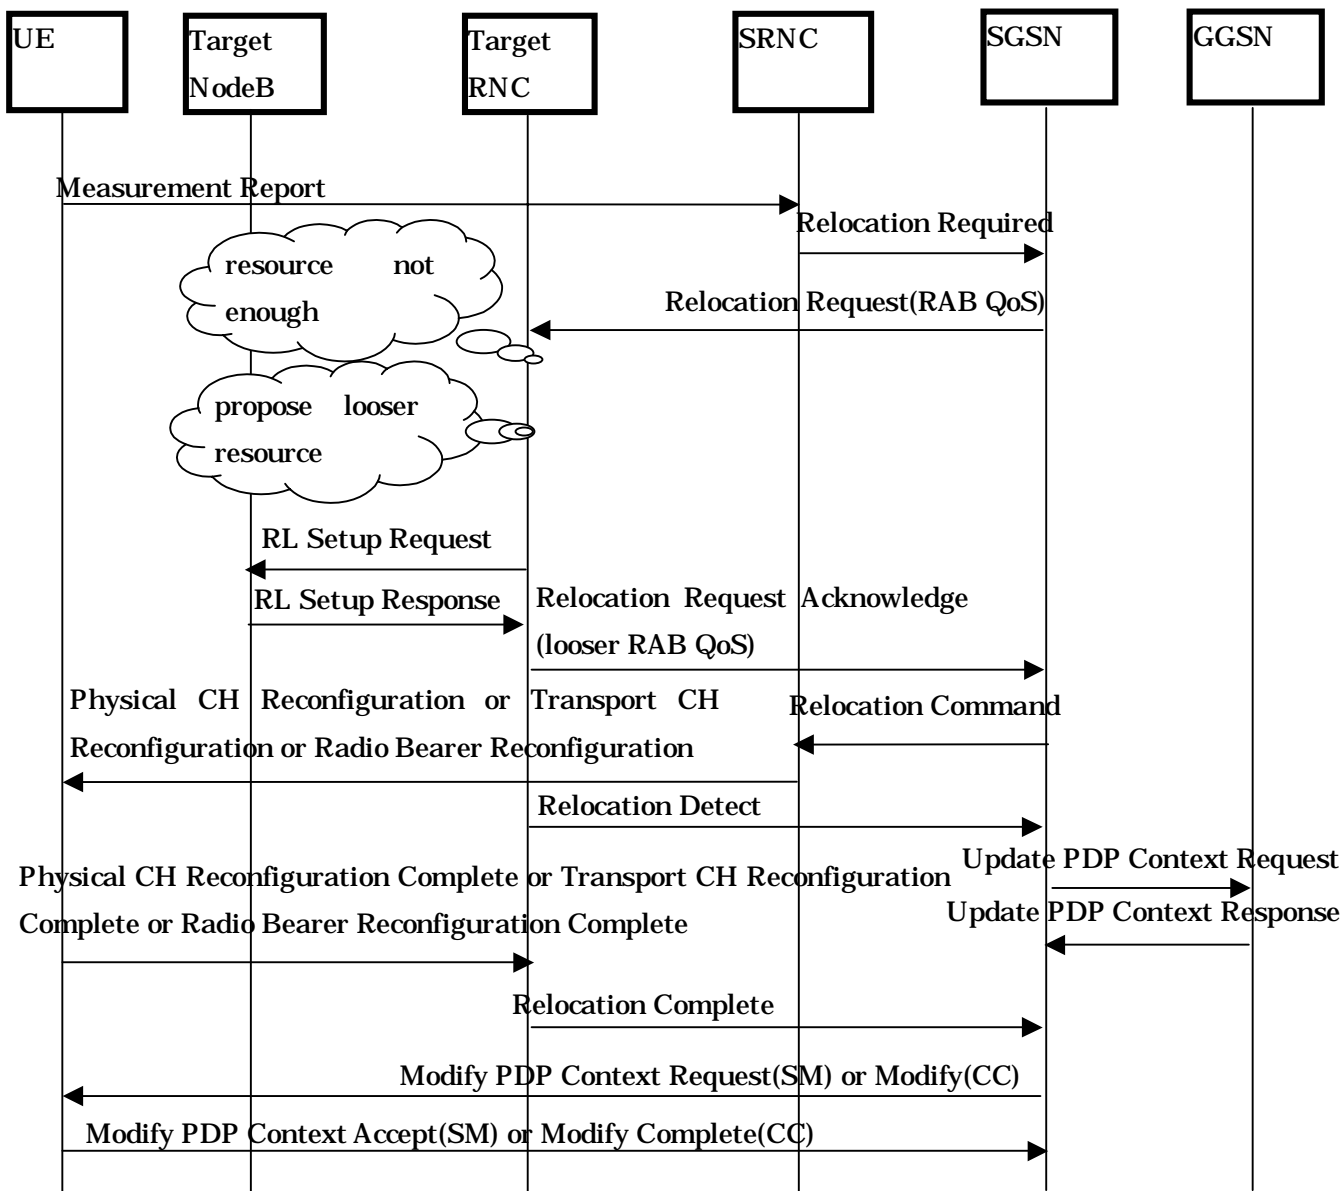 UE
Target
NodeB
Target
RNC
SRNC
SGSN
GGSN
Measurement Report
Relocation Required
resource not
enough
Relocation Request(RAB QoS)
propose looser
resource
RL Setup Request
RL Setup Response
Relocation Request Acknowledge
(looser RAB QoS)
Physical CH Reconfiguration or Transport CH
Reconfiguration or Radio Bearer Reconfiguration
Relocation Command
Relocation Detect
Update PDP Context Request
Physical CH Reconfiguration Complete or Transport CH Reconfiguration
Complete or Radio Bearer Reconfiguration Complete
Update PDP Context Response
Relocation Complete
Modify PDP Context Request(SM) or Modify(CC)
Modify PDP Context Accept(SM) or Modify Complete(CC)